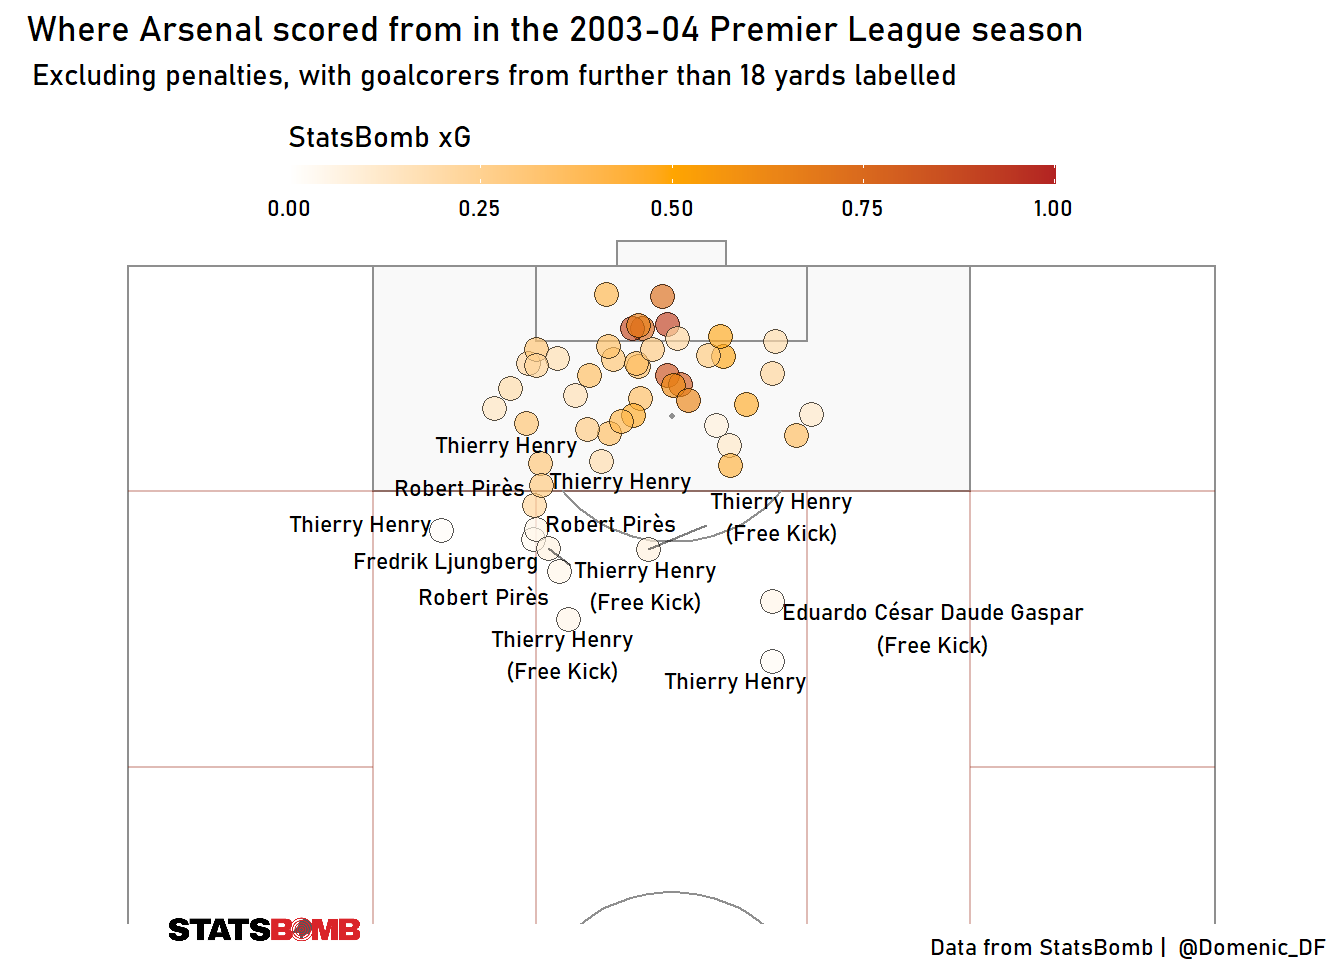 Where Arsenal scored from in the 2003-04 Premier League season
Excluding penalties, with goalcorers from further than 18 yards labelled
StatsBomb xG
0.00 0.25 0.50 0.75 1.00
Thierry Henry
Thierry Henry
Robert Pirès
Thierry Henry
(Free Kick)
Thierry Henry
Robert Pirès
Fredrik Ljungberg
Thierry Henry
(Free Kick)
Robert Pirès
Eduardo César Daude Gaspar
(Free Kick)
Thierry Henry
(Free Kick)
Thierry Henry
STATSBOMB
Data from StatsBomb | @Domenic_DF